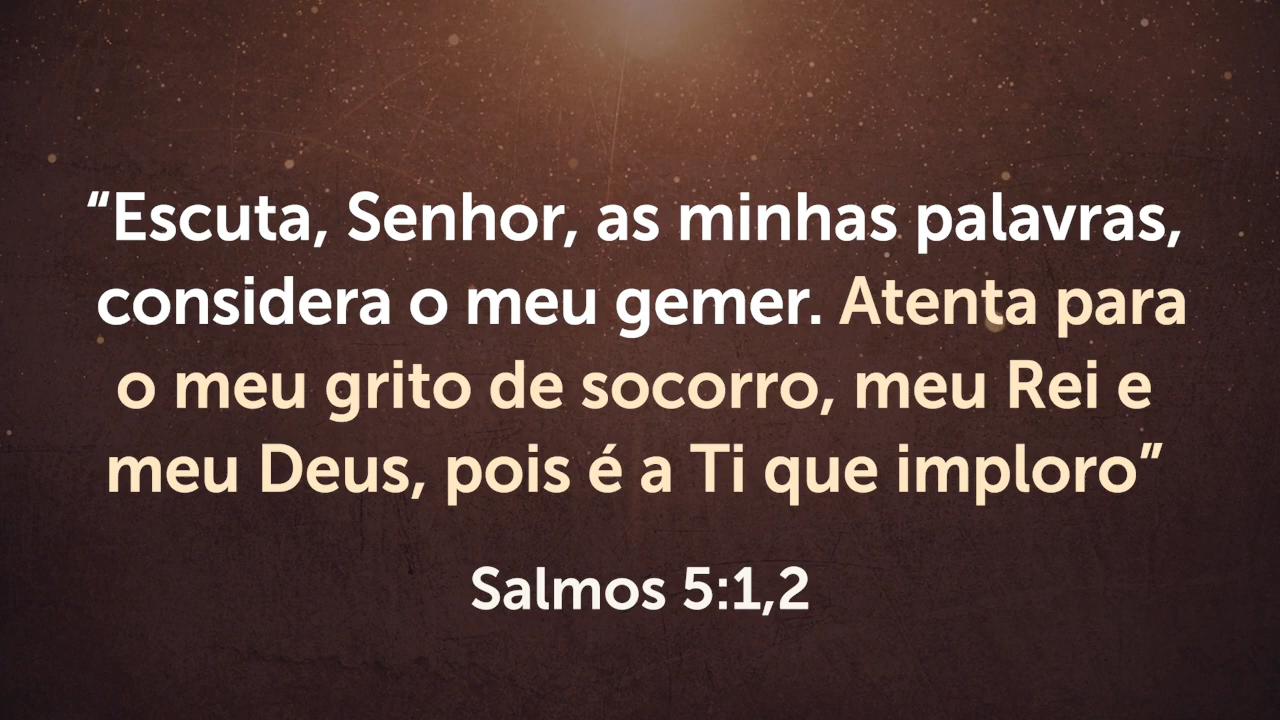 “Escuta, Senhor, as minhas palavras,
considera o meu gemer. Atenta para
o meu grito de socorro, meu Rei e
meu Deus, pois é a Ti que imploro”
Salmos 5:1,2